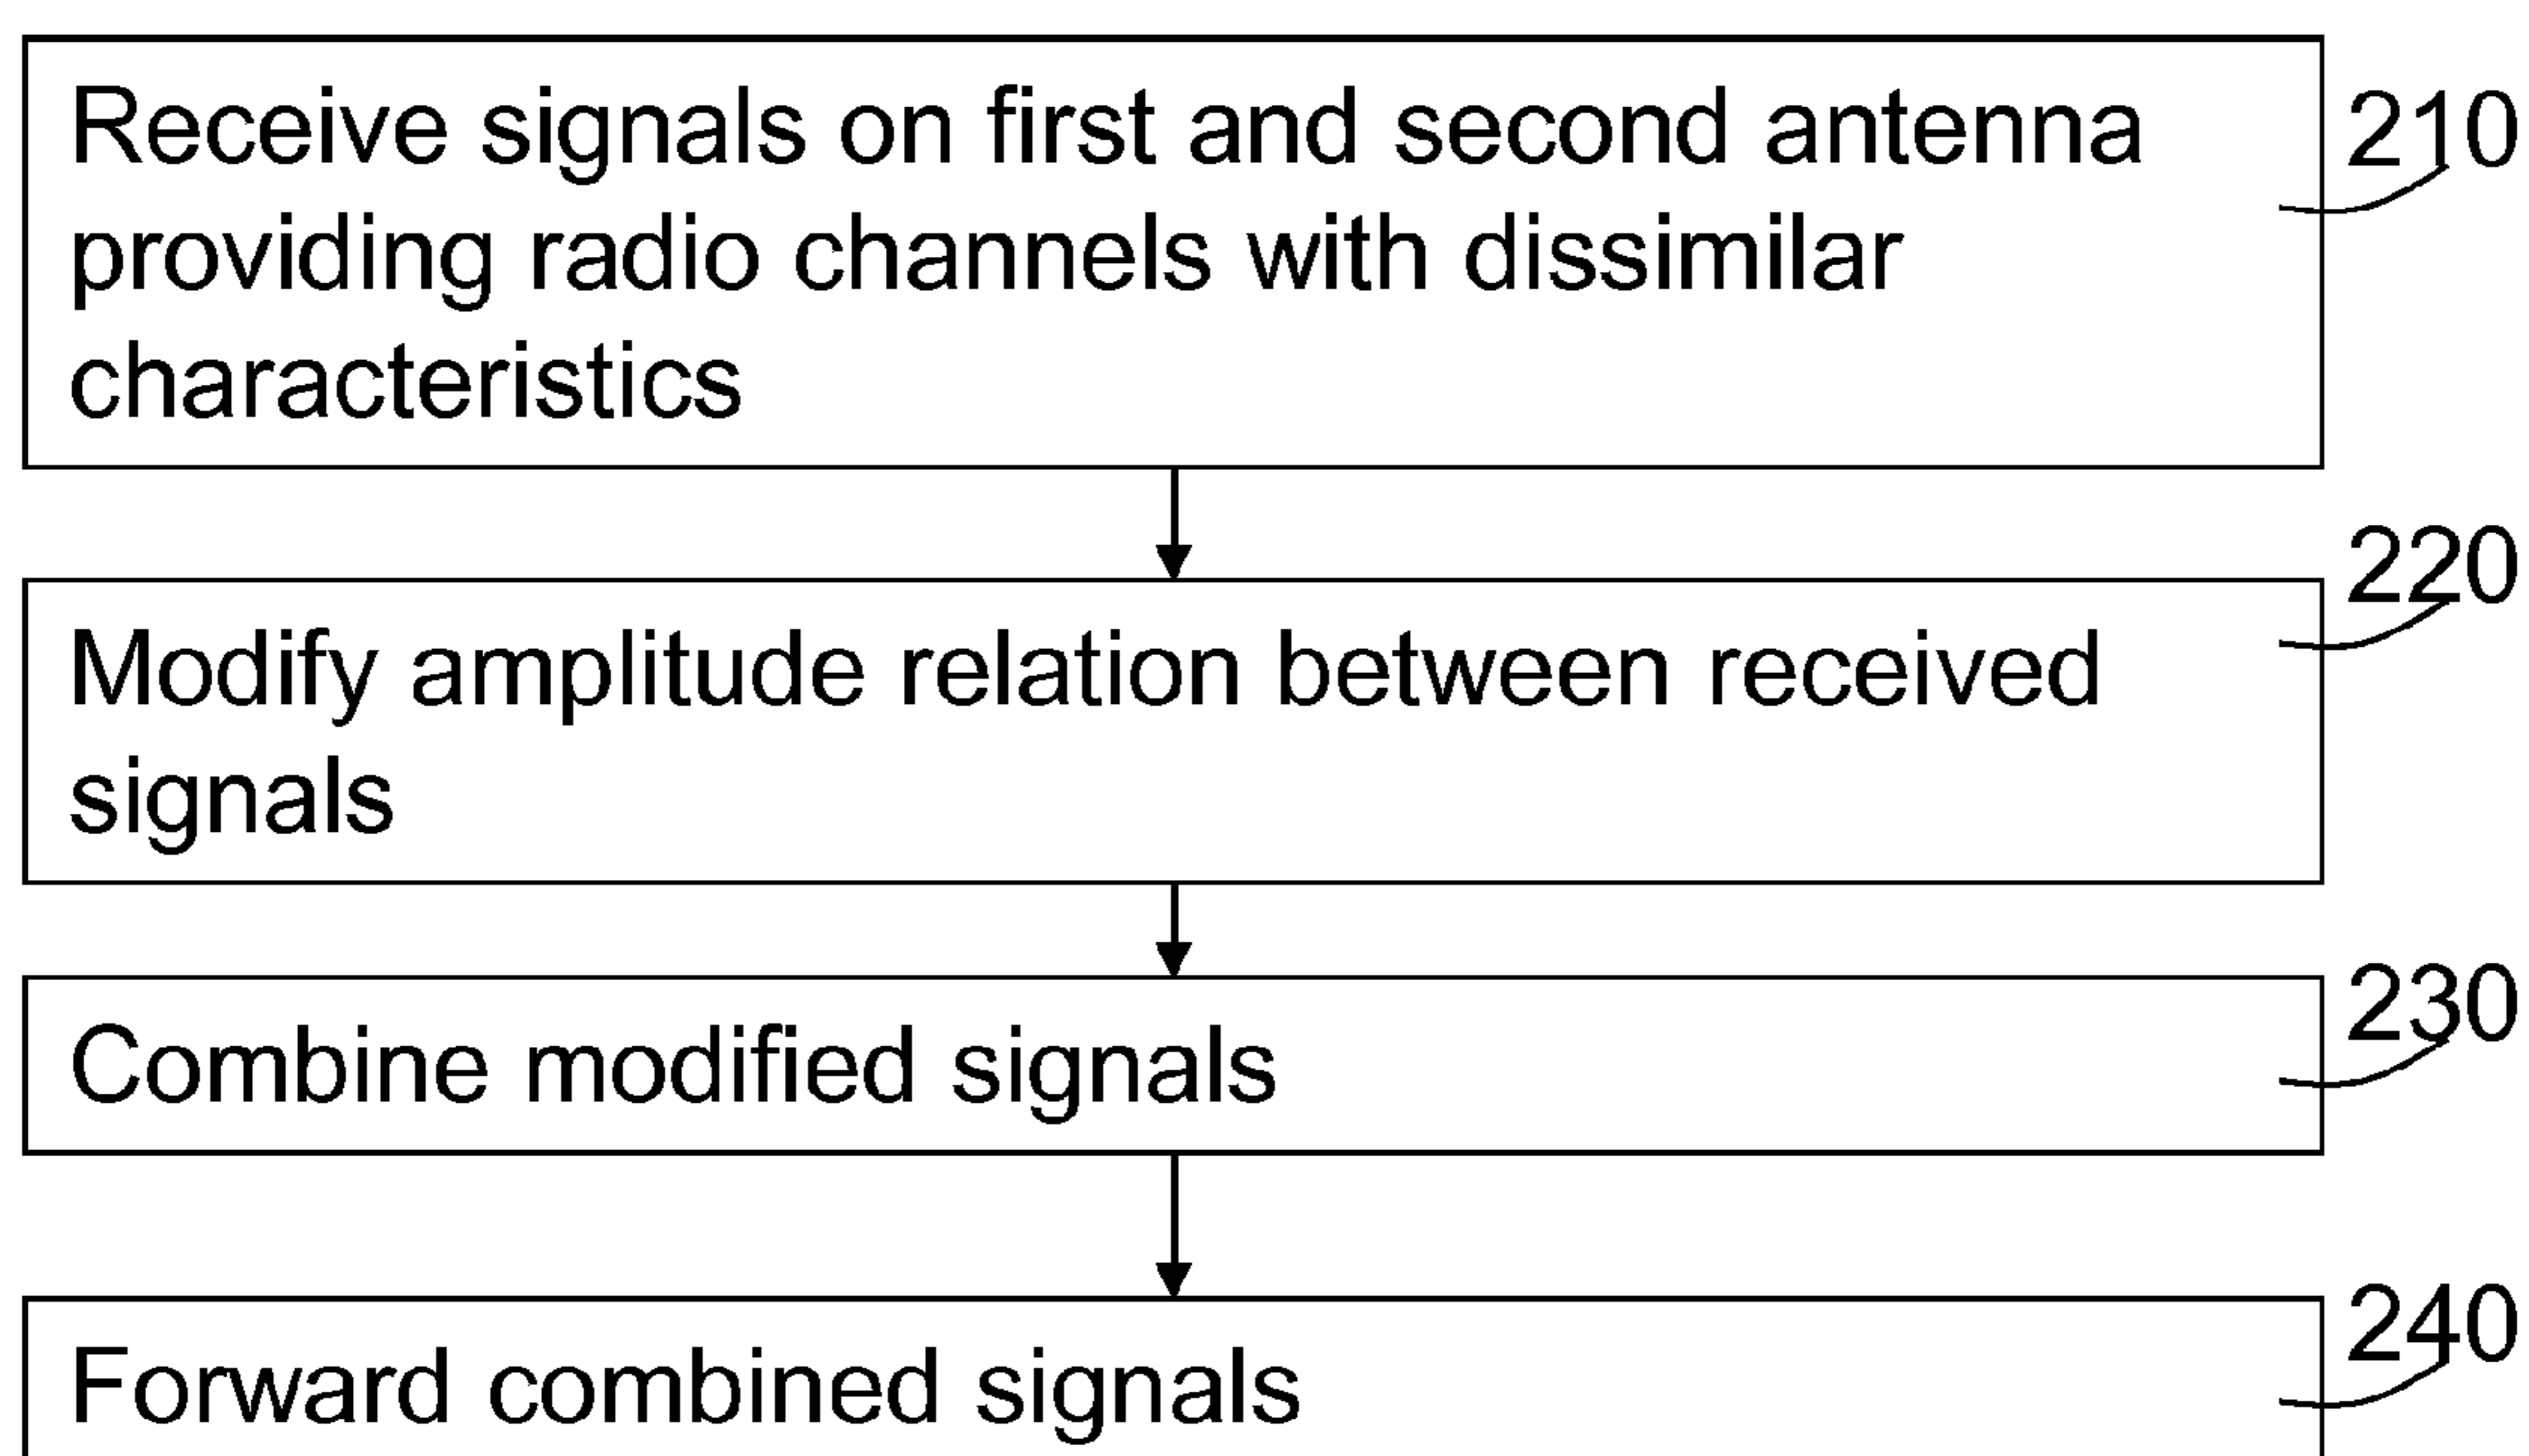 Receive signals on first and second antenna
210
providing radio channels with dissimilar
characteristics
220
Modify amplitude relation between received
signals
230
Combine modified signals
240
Forward combined signals